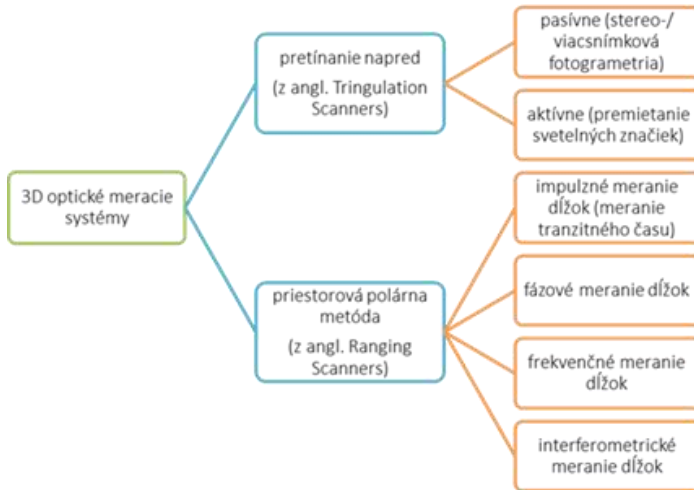 3D optické meracie
systémy
pretínanie napred
(z angl. Tringulation
Scanners)
pasívne (stereo-/
viacsnímková
fotogrametria)
aktívne (premietanie
svetelných značiek)
priestorová polárna
metóda
(z angl. Ranging
Scanners)
impulzné meranie
dĺžok (meranie
tranzitného času)
fázové meranie dĺžok
frekvenčné meranie
dĺžok
interferometrické
meranie dĺžok